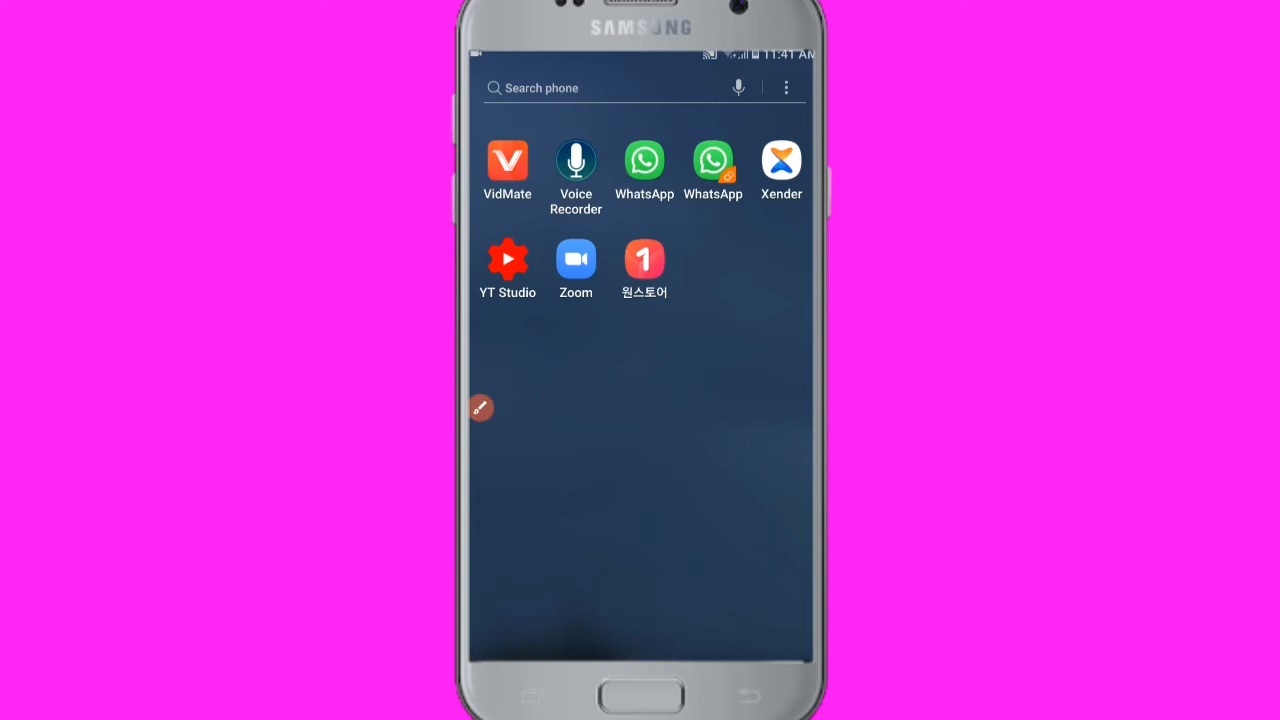 SAMSUNG
11:41 AM
Search phone
VidMate
Voice
Recorder
WhatsApp
WhatsApp
Xender
YT Studio
Zoom
원스토어